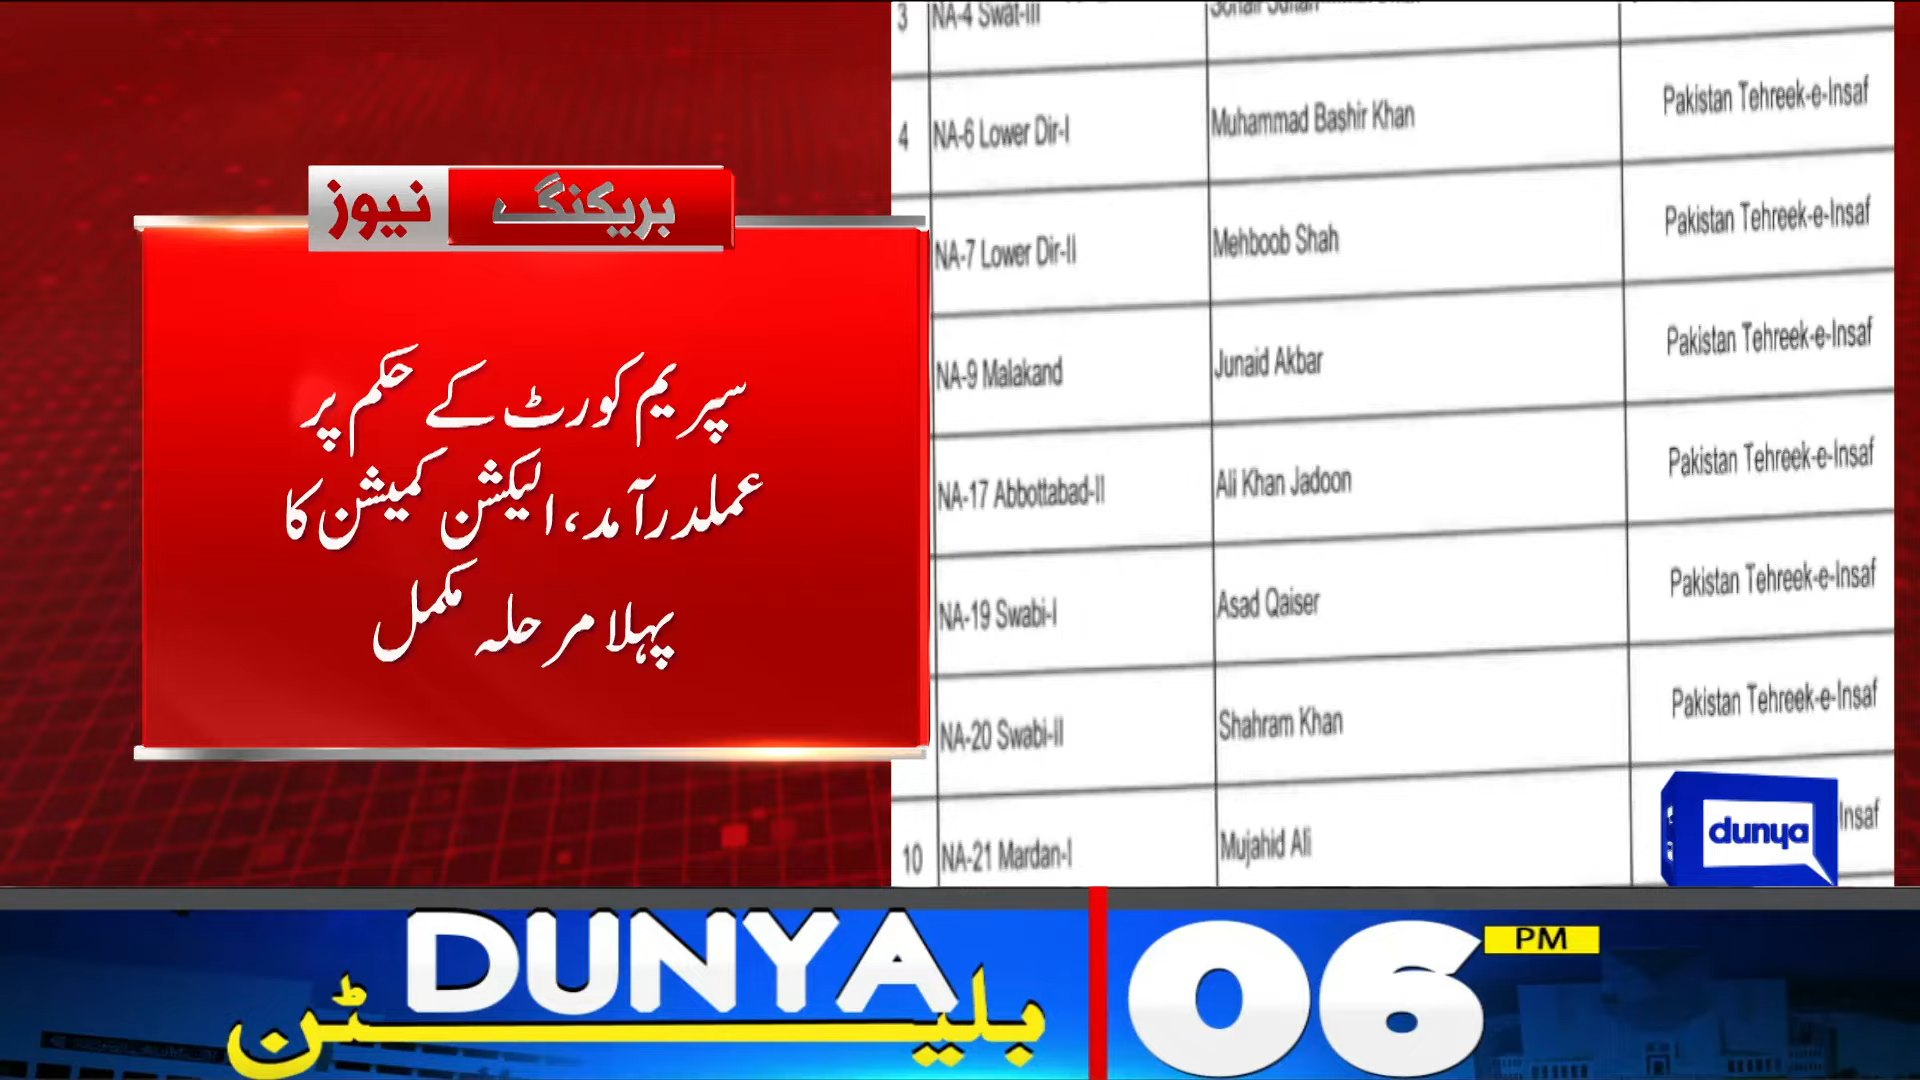 بریکنگ نیوز
سپریم کورٹ کے حکم پر
عملدرآمد، الیکشن کمیشن کا
پہلا مرحلہ مکمل
3 NA-4 Swat-III
4 NA-6 Lower Dir-I Muhammad Bashir Khan Pakistan Tehreek-e-Insaf
NA-7 Lower Dir-II Mehboob Shah Pakistan Tehreek-e-Insaf
NA-9 Malakand Junaid Akbar Pakistan Tehreek-e-Insaf
NA-17 Abbottabad-II Ali Khan Jadoon Pakistan Tehreek-e-Insaf
NA-19 Swabi-I Asad Qaiser Pakistan Tehreek-e-Insaf
NA-20 Swabi-II Shahram Khan Pakistan Tehreek-e-Insaf
10 NA-21 Mardan-I Mujahid Ali Insaf
dunya
DUNYA
بلیٹن
06 PM